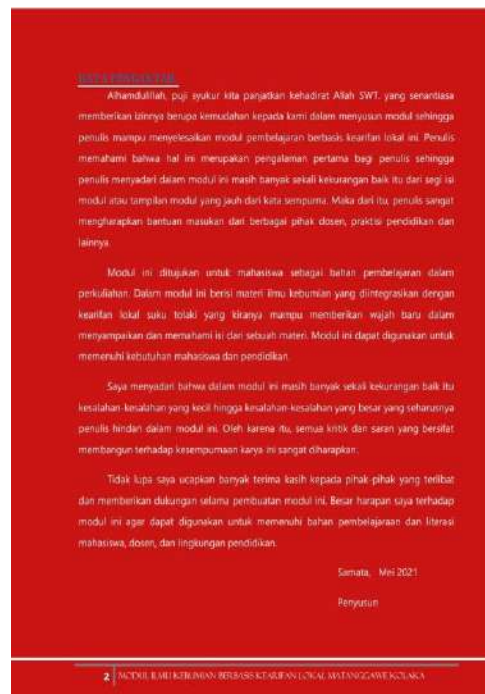 KATA PENGANTAR
Alhamdulillah, puji syukur kita panjatkan kehadirat Allah SWT. yang senantiasa
memberikan izinnya berupa kemudahan kepada kami dalam menyusun modul sehingga
penulis mampu menyelesaikan modul pembelajaran berbasis kearifan lokal ini. Penulis
memahami bahwa hal ini merupakan pengalaman pertama bagi penulis sehingga
penulis menyadari dalam modul ini masih banyak sekali kekurangan baik itu dari segi isi
modul atau tampilan modul yang jauh dari kata sempurna. Maka dari itu, penulis sangat
mengharapkan bantuan masukan dari berbagai pihak dosen, praktisi pendidikan dan
lainnya.
Modul ini ditujukan untuk mahasiswa sebagai bahan pembelajaran dalam
perkuliahan. Dalam modul ini berisi materi ilmu kebumian yang diintegrasikan dengan
kearifan lokal suku tolaki yang kiranya mampu memberikan wajah baru dalam
menyampaikan dan memahami isi dari sebuah materi. Modul ini dapat digunakan untuk
memenuhi kebutuhan mahasiswa dan pendidikan.
Saya menyadari bahwa dalam modul ini masih banyak sekali kekurangan baik itu
kesalahan-kesalahan yang kecil hingga kesalahan-kesalahan yang besar yang seharusnya
penulis hindari dalam modul ini. Oleh karena itu, semua kritik dan saran yang bersifat
membangun terhadap kesempurnaan karya ini sangat diharapkan.
Tidak lupa saya ucapkan banyak terima kasih kepada pihak-pihak yang terlibat
dan memberikan dukungan selama pembuatan modul ini. Besar harapan saya terhadap
modul ini agar dapat digunakan untuk memenuhi bahan pembelajaraan dan literasi
mahasiswa, dosen, dan lingkungan pendidikan.
Samata, Mei 2021
Penyusun
2 MODUL ILMU KEBUMIAN BERBASIS KEARIFAN LOKAL MATANGGAWE KOLAKA